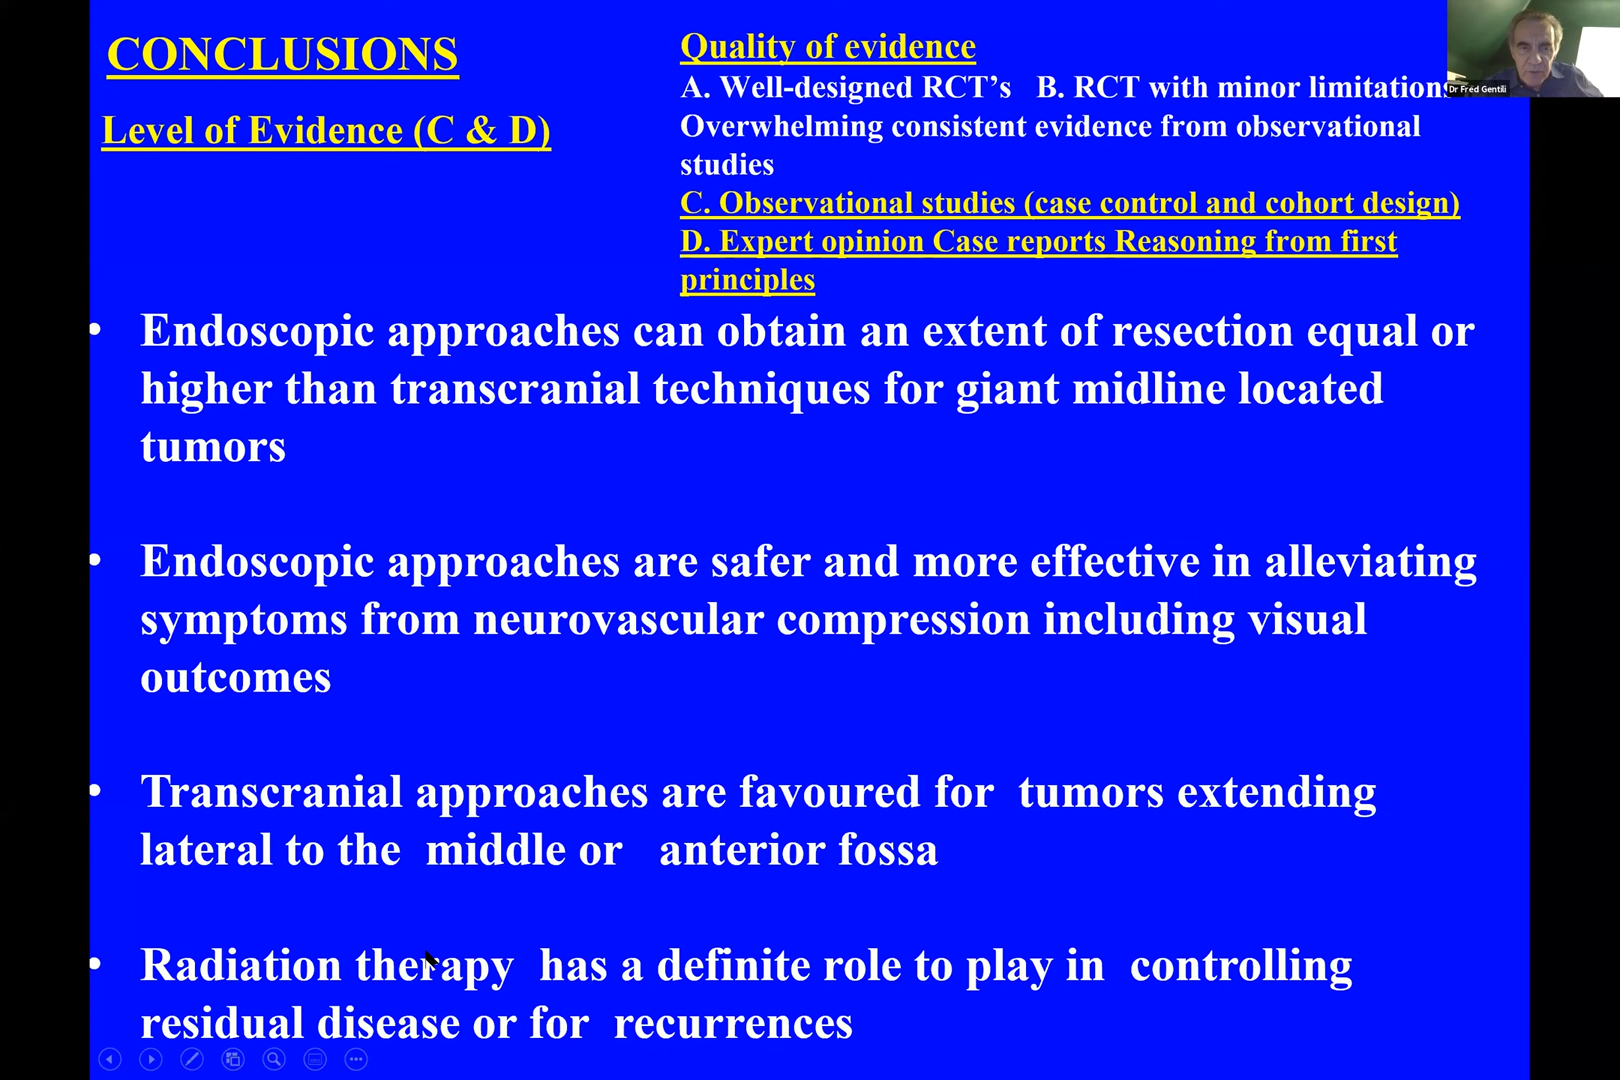 CONCLUSIONS
Level of Evidence (C & D)
Quality of evidence
A. Well-designed RCT’s B. RCT with minor limitations
Overwhelming consistent evidence from observational
studies
C. Observational studies (case control and cohort design)
D. Expert opinion Case reports Reasoning from first
principles
Dr Fred Gentili
• Endoscopic approaches can obtain an extent of resection equal or
higher than transcranial techniques for giant midline located
tumors
• Endoscopic approaches are safer and more effective in alleviating
symptoms from neurovascular compression including visual
outcomes
• Transcranial approaches are favoured for tumors extending
lateral to the middle or anterior fossa
• Radiation therapy has a definite role to play in controlling
residual disease or for recurrences